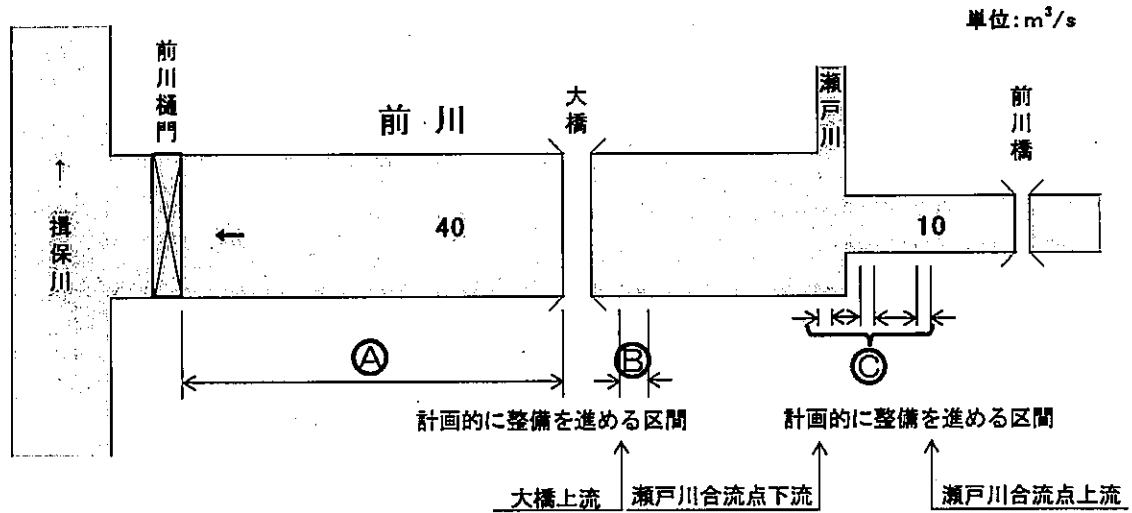 単位:m³/s
前川樋門
前川
大橋
瀬戸川
前川橋
↑
揖保川
←
40
10
Ⓐ
Ⓑ
Ⓒ
計画的に整備を進める区間
計画的に整備を進める区間
大橋上流
瀬戸川合流点下流
瀬戸川合流点上流